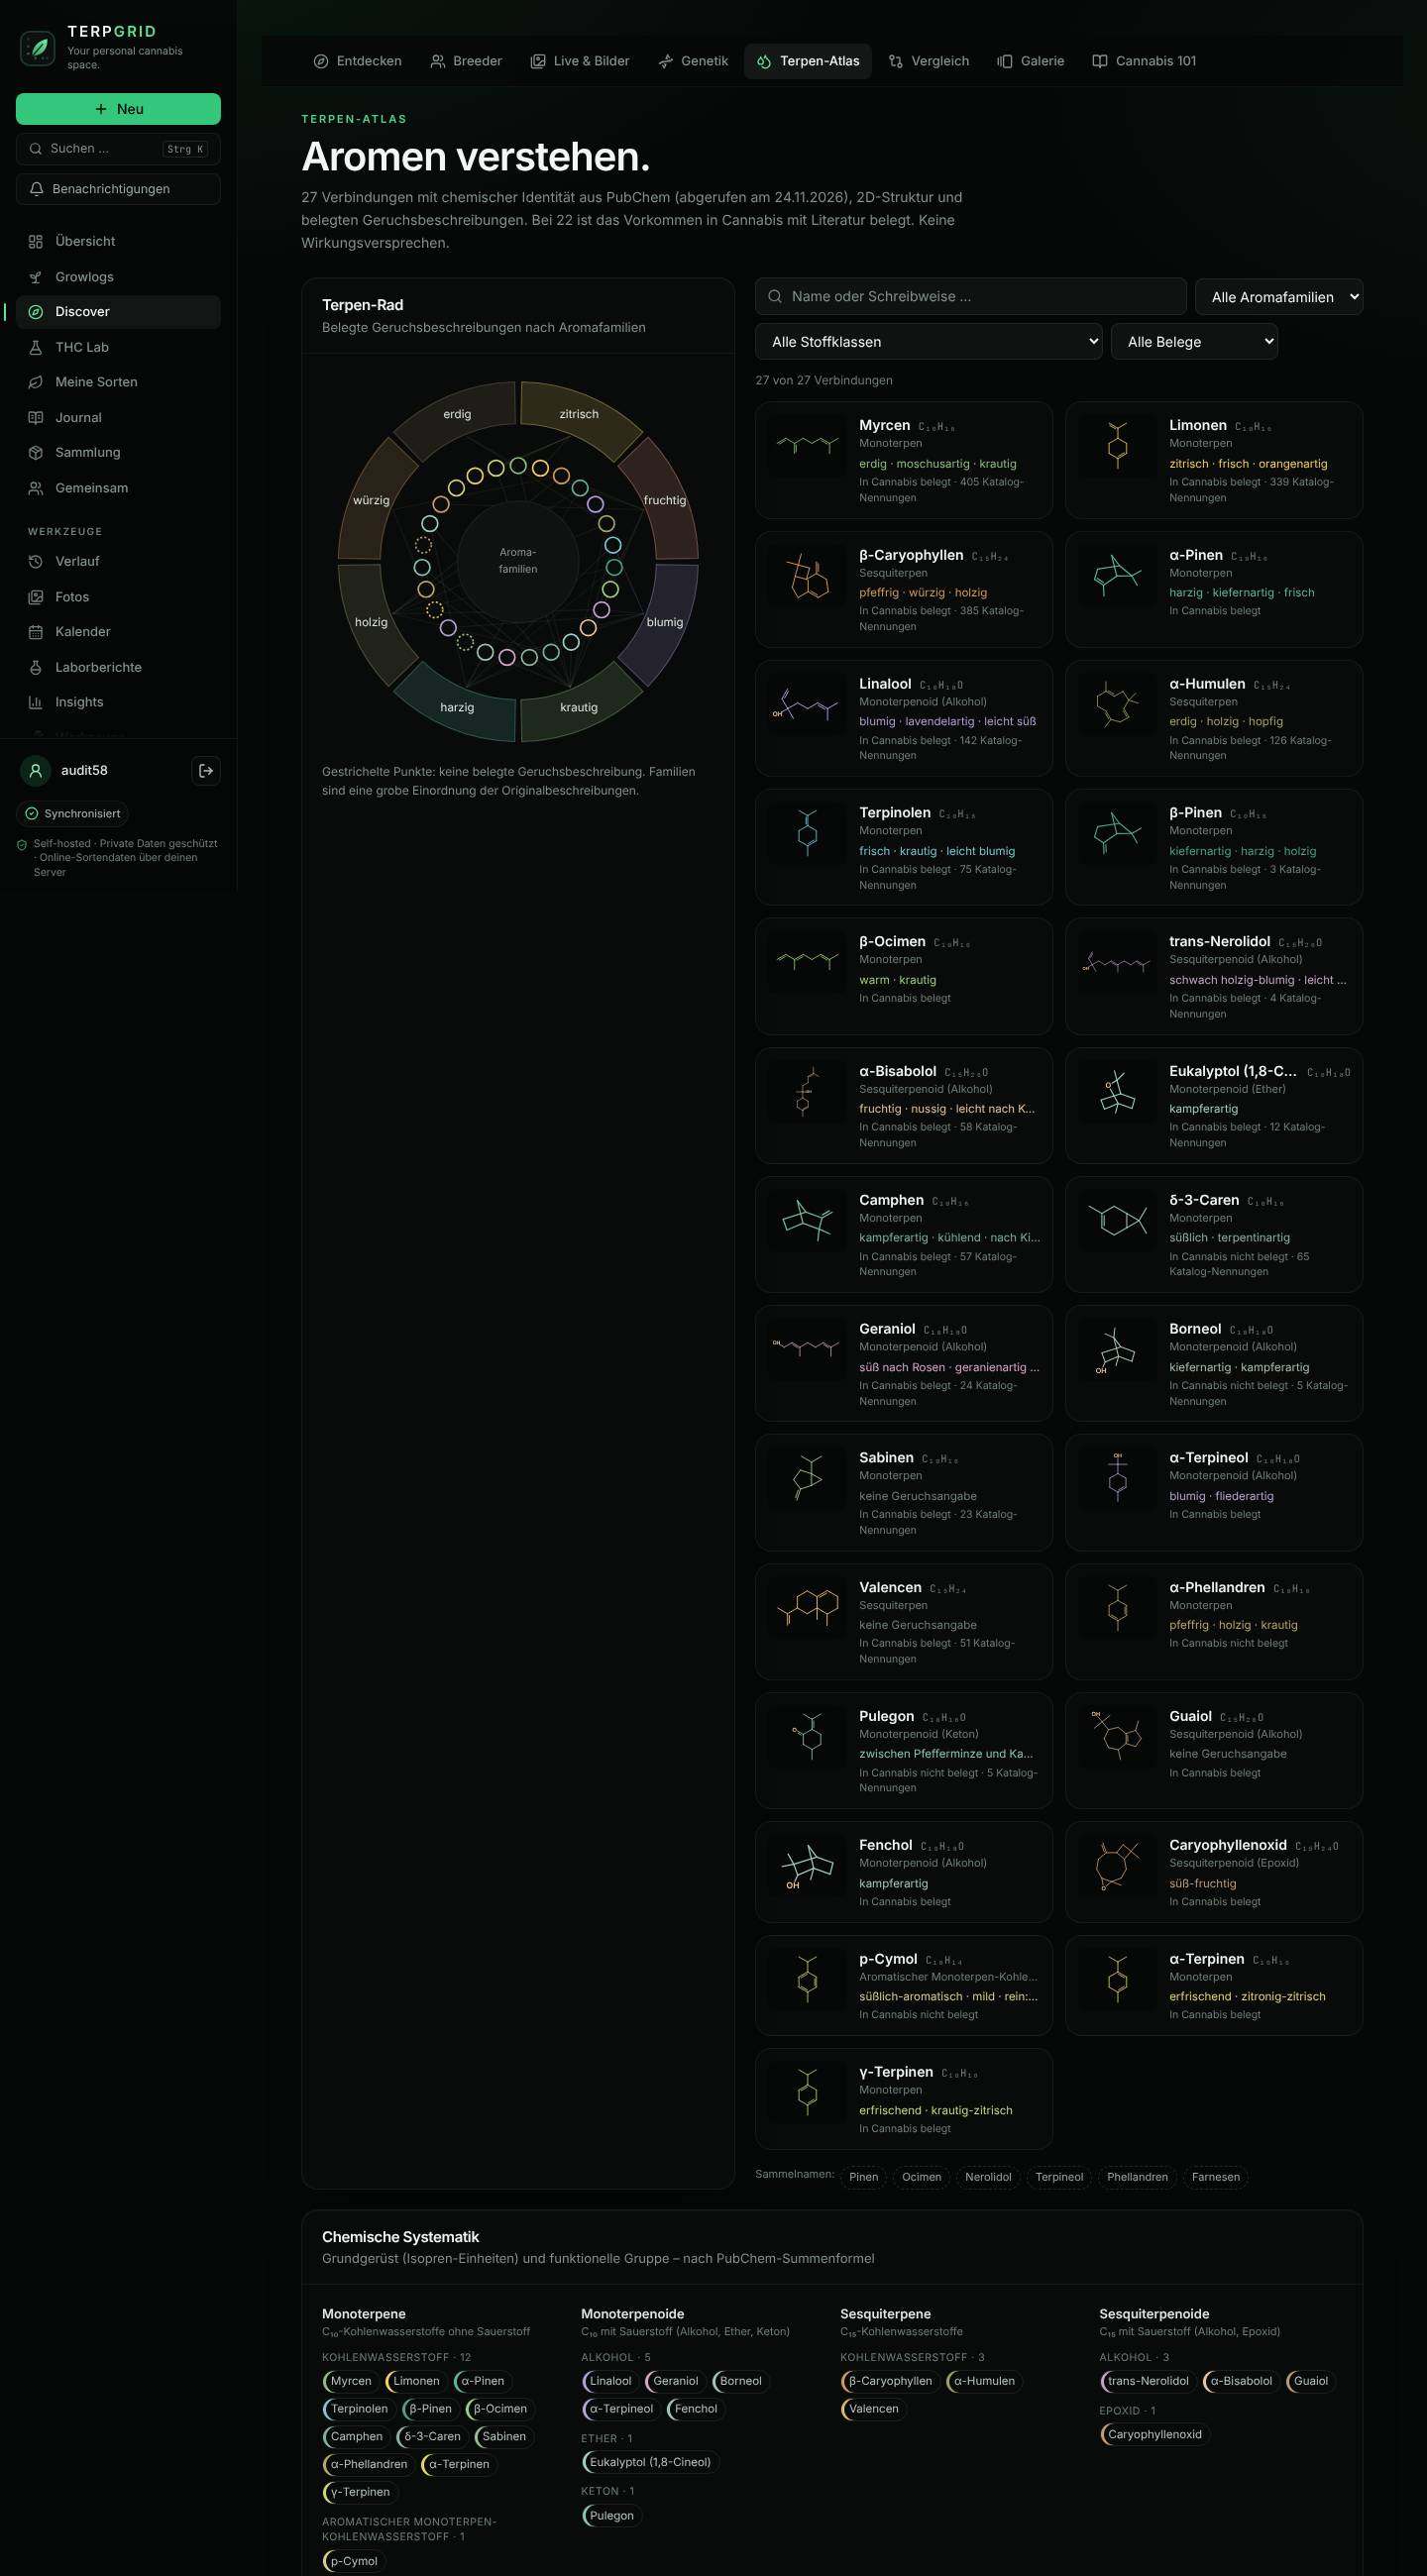 TERPGRID
Your personal cannabis
space.
Neu
Suchen ...
Strg K
Benachrichtigungen
Übersicht
Growlogs
Discover
THC Lab
Meine Sorten
Journal
Sammlung
Gemeinsam
WERKZEUGE
Verlauf
Fotos
Kalender
Laborberichte
Insights
audit58
Synchronisiert
Self-hosted · Private Daten geschützt
· Online-Sortendaten über deinen
Server
Entdecken
Breeder
Live & Bilder
Genetik
Terpen-Atlas
Vergleich
Galerie
Cannabis 101
TERPEN-ATLAS
Aromen verstehen.
27 Verbindungen mit chemischer Identität aus PubChem (abgerufen am 24.11.2026), 2D-Struktur und
belegten Geruchsbeschreibungen. Bei 22 ist das Vorkommen in Cannabis mit Literatur belegt. Keine
Wirkungsversprechen.
Terpen-Rad
Belegte Geruchsbeschreibungen nach Aromafamilien
erdig
zitrisch
würzig
fruchtig
Aroma-
familien
holzig
blumig
harzig
krautig
Gestrichelte Punkte: keine belegte Geruchsbeschreibung. Familien
sind eine grobe Einordnung der Originalbeschreibungen.
Name oder Schreibweise ...
Alle Aromafamilien
Alle Stoffklassen
Alle Belege
27 von 27 Verbindungen
Myrcen
Monoterpen
erdig · moschusartig · krautig
In Cannabis belegt · 405 Katalog-
Nennungen
Limonen
Monoterpen
zitrisch · frisch · orangenartig
In Cannabis belegt · 339 Katalog-
Nennungen
β-Caryophyllen
Sesquiterpen
pfeffrig · würzig · holzig
In Cannabis belegt · 385 Katalog-
Nennungen
α-Pinen
Monoterpen
harzig · kiefernartig · frisch
In Cannabis belegt
Linalool
Monoterpenoid (Alkohol)
blumig · lavendelartig · leicht süß
In Cannabis belegt · 142 Katalog-
Nennungen
OH
α-Humulen
Sesquiterpen
erdig · holzig · hopfig
In Cannabis belegt · 126 Katalog-
Nennungen
Terpinolen
Monoterpen
frisch · krautig · leicht blumig
In Cannabis belegt · 75 Katalog-
Nennungen
β-Pinen
Monoterpen
kiefernartig · harzig · holzig
In Cannabis belegt · 3 Katalog-
Nennungen
β-Ocimen
Monoterpen
warm · krautig
In Cannabis belegt
trans-Nerolidol
Sesquiterpenoid (Alkohol)
schwach holzig-blumig · leicht ...
In Cannabis belegt · 4 Katalog-
Nennungen
α-Bisabolol
Sesquiterpenoid (Alkohol)
fruchtig · nussig · leicht nach K...
In Cannabis belegt · 58 Katalog-
Nennungen
Eukalyptol (1,8-C...
Monoterpenoid (Ether)
kampferartig
In Cannabis belegt · 12 Katalog-
Nennungen
O
Camphen
Monoterpen
kampferartig · kühlend · nach Ki...
In Cannabis belegt · 57 Katalog-
Nennungen
δ-3-Caren
Monoterpen
süßlich · terpentinartig
In Cannabis nicht belegt · 65
Katalog-Nennungen
Geraniol
Monoterpenoid (Alkohol)
süß nach Rosen · geranienartig ...
In Cannabis belegt · 24 Katalog-
Nennungen
Borneol
Monoterpenoid (Alkohol)
kiefernartig · kampferartig
In Cannabis nicht belegt · 5 Katalog-
Nennungen
OH
Sabinen
Monoterpen
keine Geruchsangabe
In Cannabis belegt · 23 Katalog-
Nennungen
α-Terpineol
Monoterpenoid (Alkohol)
blumig · fliederartig
In Cannabis belegt
OH
Valencen
Sesquiterpen
keine Geruchsangabe
In Cannabis belegt · 51 Katalog-
Nennungen
α-Phellandren
Monoterpen
pfeffrig · holzig · krautig
In Cannabis nicht belegt
Pulegon
Monoterpenoid (Keton)
zwischen Pfefferminze und Ka...
In Cannabis nicht belegt · 5 Katalog-
Nennungen
Guaiol
Sesquiterpenoid (Alkohol)
keine Geruchsangabe
In Cannabis belegt
OH
Fenchol
Monoterpenoid (Alkohol)
kampferartig
In Cannabis belegt
OH
Caryophyllenoxid
Sesquiterpenoid (Epoxid)
süß-fruchtig
In Cannabis belegt
O
p-Cymol
Aromatischer Monoterpen-Kohle...
süßlich-aromatisch · mild · rein:...
In Cannabis nicht belegt
α-Terpinen
Monoterpen
erfrischend · zitronig-zitrisch
In Cannabis belegt
γ-Terpinen
Monoterpen
erfrischend · krautig-zitrisch
In Cannabis belegt
Sammelnamen:
Pinen
Ocimen
Nerolidol
Terpineol
Phellandren
Farnesen
Chemische Systematik
Grundgerüst (Isopren-Einheiten) und funktionelle Gruppe – nach PubChem-Summenformel
Monoterpene
C₁₀-Kohlenwasserstoffe ohne Sauerstoff
KOHLENWASSERSTOFF · 12
Myrcen
Limonen
α-Pinen
Terpinolen
β-Pinen
β-Ocimen
Camphen
δ-3-Caren
Sabinen
α-Phellandren
α-Terpinen
γ-Terpinen
AROMATISCHER MONOTERPEN-
KOHLENWASSERSTOFF · 1
p-Cymol
Monoterpenoide
C₁₀ mit Sauerstoff (Alkohol, Ether, Keton)
ALKOHOL · 5
Linalool
Geraniol
Borneol
α-Terpineol
Fenchol
ETHER · 1
Eukalyptol (1,8-Cineol)
KETON · 1
Pulegon
Sesquiterpene
C₁₅-Kohlenwasserstoffe
KOHLENWASSERSTOFF · 3
β-Caryophyllen
α-Humulen
Valencen
Sesquiterpenoide
C₁₅ mit Sauerstoff (Alkohol, Epoxid)
ALKOHOL · 3
trans-Nerolidol
α-Bisabolol
Guaiol
EPOXID · 1
Caryophyllenoxid